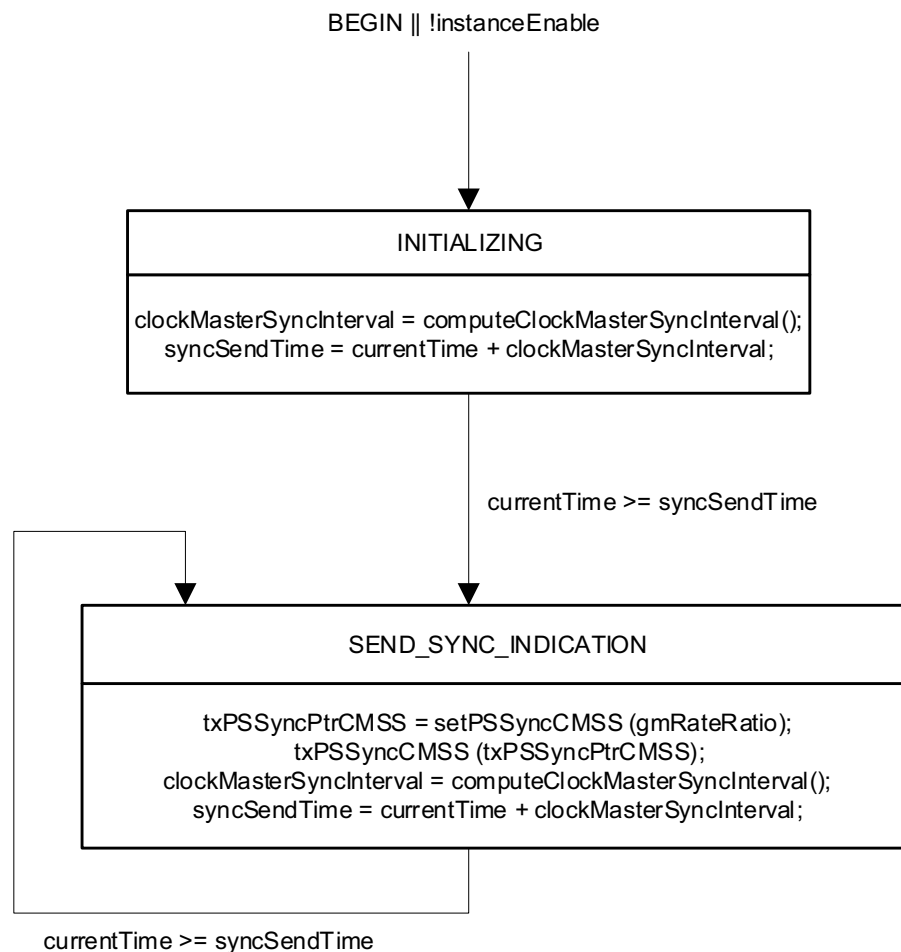 BEGIN || !instanceEnable
INITIALIZING
clockMasterSyncInterval = computeClockMasterSyncInterval();
syncSendTime = currentTime + clockMasterSyncInterval;
currentTime >= syncSendTime
SEND_SYNC_INDICATION
txPSSyncPtrCMSS = setPSSyncCMSS (gmRateRatio);
txPSSyncCMSS (txPSSyncPtrCMSS);
clockMasterSyncInterval = computeClockMasterSyncInterval();
syncSendTime = currentTime + clockMasterSyncInterval;
currentTime >= syncSendTime